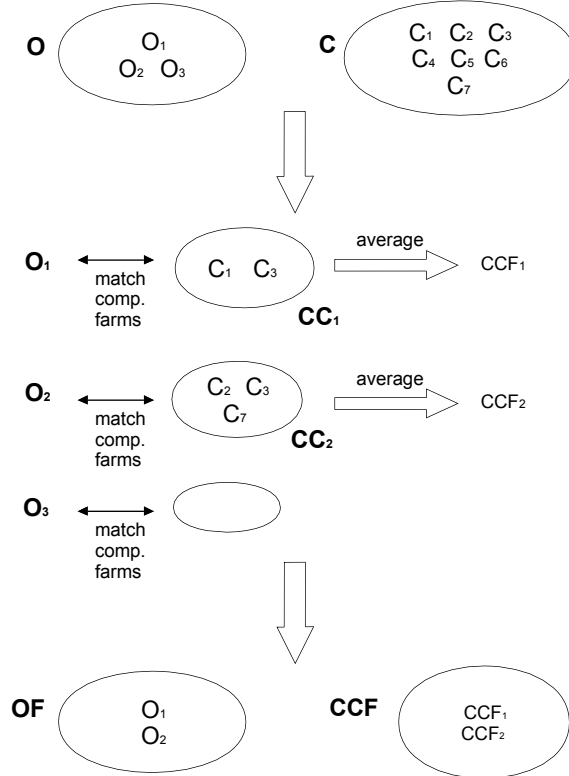 O
O₁
O₂ O₃
C
C₁ C₂ C₃
C₄ C₅ C₆
C₇
O₁
match
comp.
farms
C₁ C₃
CC₁
average
CCF₁
O₂
match
comp.
farms
C₂ C₃
C₇
CC₂
average
CCF₂
O₃
match
comp.
farms
OF
O₁
O₂
CCF
CCF₁
CCF₂